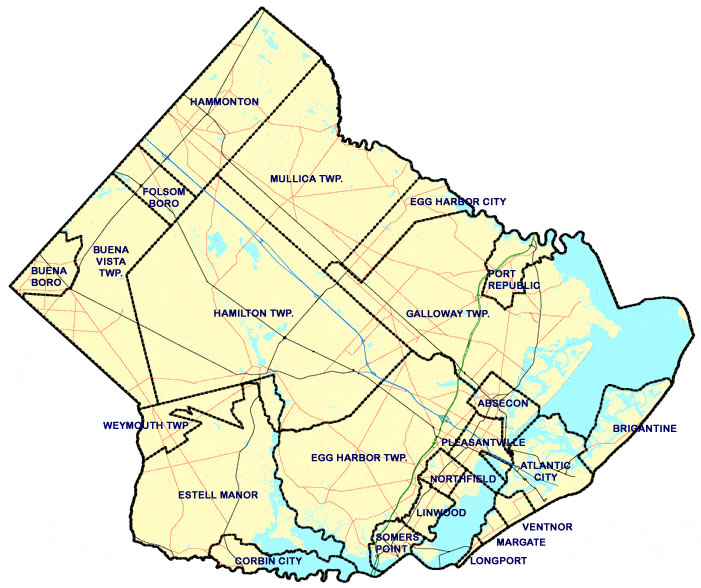 HAMMONTON
MULLICA TWP.
FOLSOM
BORO
EGG HARBOR CITY
BUENA
VISTA
TWP.
BUENA
BORO
PORT
REPUBLIC
HAMILTON TWP.
GALLOWAY TWP.
ABSECON
WEYMOUTH TWP
BRIGANTINE
PLEASANTVILLE
EGG HARBOR TWP.
ATLANTIC
CITY
NORTHFIELD
ESTELL MANOR
LINWOOD
VENTNOR
SOMERS
POINT
MARGATE
CORBIN CITY
LONGPORT